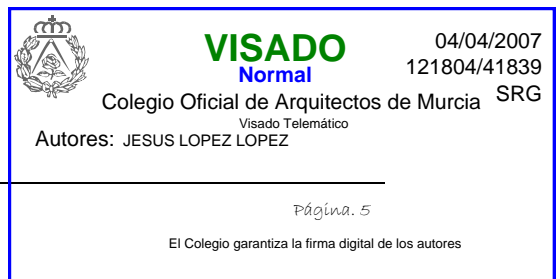 VISADO
04/04/2007
Normal
121804/41839
Colegio Oficial de Arquitectos de Murcia
SRG
Visado Telemático
Autores: JESUS LOPEZ LOPEZ
Página. 5
El Colegio garantiza la firma digital de los autores